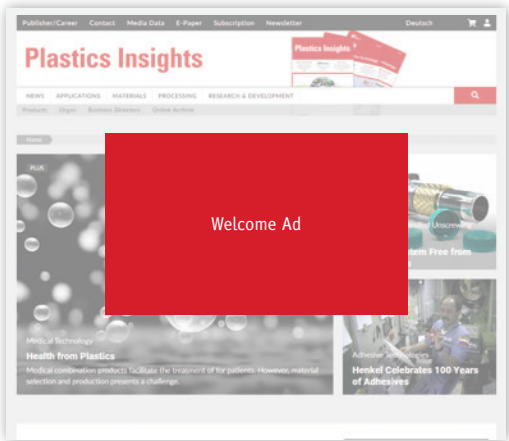 Publisher/Career Contact Media Data E-Paper Subscription Newsletter Deutsch
Plastics Insights
Plastics Insights
NEWS APPLICATIONS MATERIALS PROCESSING RESEARCH & DEVELOPMENT
Products Organ Business Directory Online Archive
Home
PLUS
Welcome Ad
Unscrewing
tem Free from
Medical Technology
Health from Plastics
Medical combination products facilitate the treatment of for patients. However, material
selection and production presents a challenge.
Adhesive Technologies
Henkel Celebrates 100 Years
of Adhesives